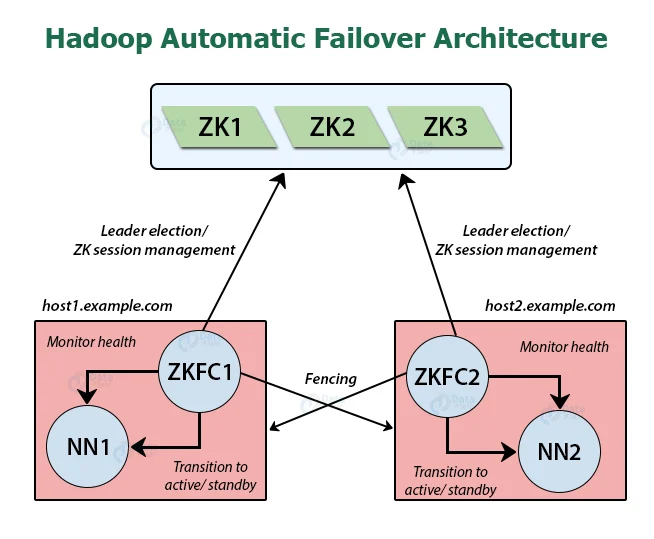 Hadoop Automatic Failover Architecture
ZK1 ZK2 ZK3
Leader election/
ZK session management
Leader election/
ZK session management
host1.example.com
host2.example.com
Monitor health
ZKFC1
NN1
Transition to
active/ standby
Fencing
Monitor health
ZKFC2
NN2
Transition to
active/ standby